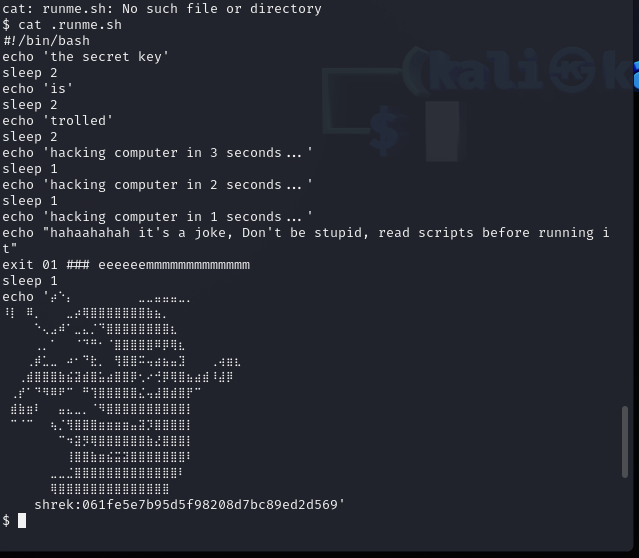 cat: runme.sh: No such file or directory
$ cat .runme.sh
#!/bin/bash
echo 'the secret key'
sleep 2
echo 'is'
sleep 2
echo 'trolled'
sleep 2
echo 'hacking computer in 3 seconds...'
sleep 1
echo 'hacking computer in 2 seconds...'
sleep 1
echo 'hacking computer in 1 seconds...'
echo "hahaahahah it's a joke, Don't be stupid, read scripts before running i
t"
exit 01 ### eeeeeemmmmmmmmmmmmm
sleep 1
echo '
shrek:061fe5e7b95d5f98208d7bc89ed2d569'
$
(kali
$